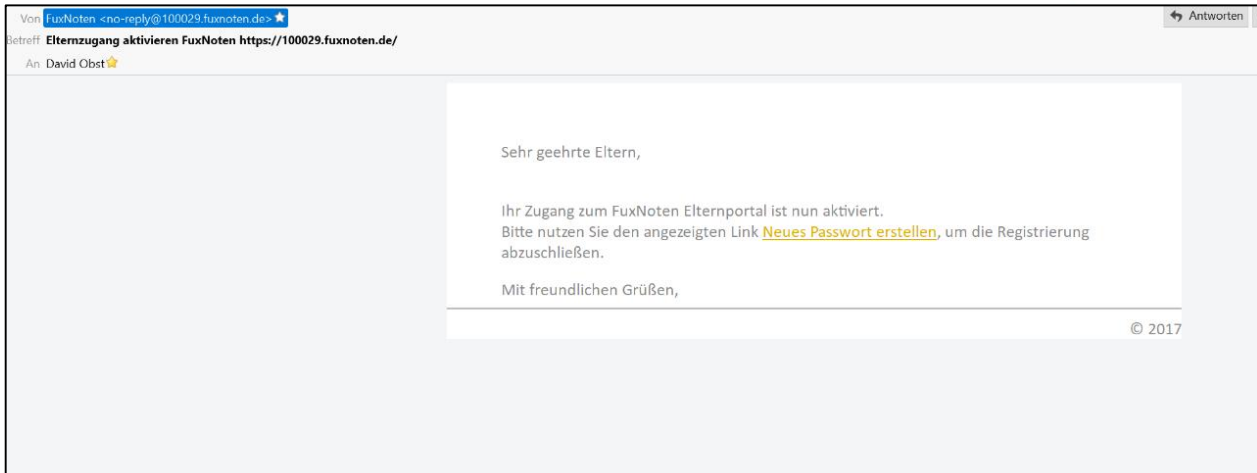 Von FuxNoten <no-reply@100029.fuxnoten.de>
Antworten
Betreff Elternzugang aktivieren FuxNoten https://100029.fuxnoten.de/
An David Obst
Sehr geehrte Eltern,
Ihr Zugang zum FuxNoten Elternportal ist nun aktiviert.
Bitte nutzen Sie den angezeigten Link Neues Passwort erstellen, um die Registrierung
abzuschließen.
Mit freundlichen Grüßen,
© 2017